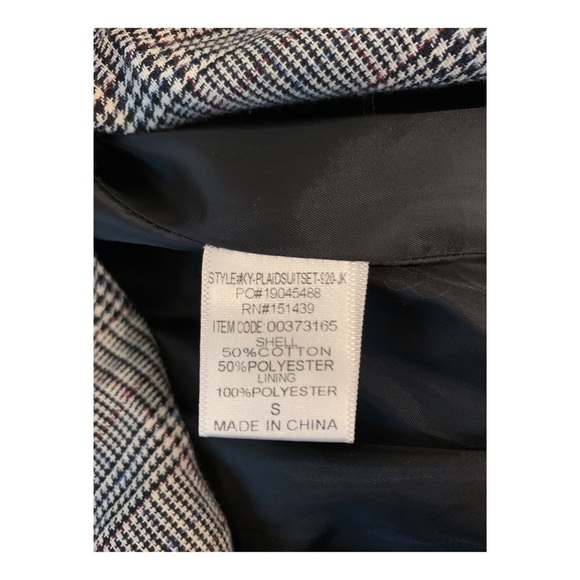 STYLE#KY-PLAIDSUITSET-S20-JK
PO#19045488
RN#151439
ITEM CODE 00373165
SHELL
50%COTTON
50%POLYESTER
LINING
100%POLYESTER
S
MADE IN CHINA